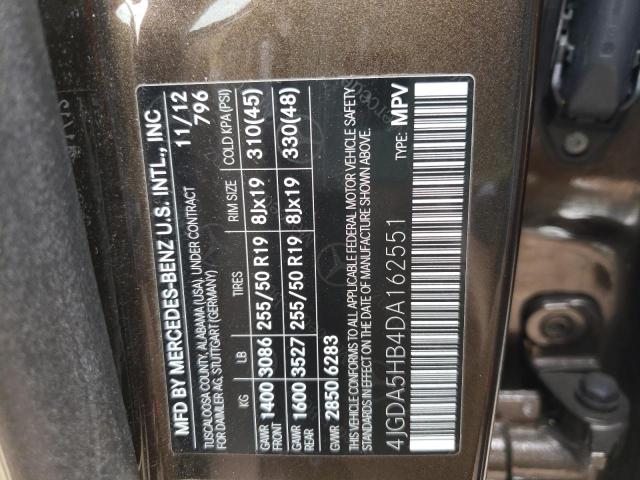 MFD BY MERCEDES-BENZ U.S. INTL., INC
TUSCALOOSA COUNTY, ALABAMA (USA). UNDER CONTRACT 11/12
FOR DAIMLER AG, STUTTGART (GERMANY) 796
KG LB TIRES RIM SIZE COLD KPA (PSI)
GAWR FRONT 1400 3086 255/50 R19 8Jx19 310(45)
GAWR REAR 1600 3527 255/50 R19 8Jx19 330(48)
GVWR 2850 6283
THIS VEHICLE CONFORMS TO ALL APPLICABLE FEDERAL MOTOR VEHICLE SAFETY
STANDARDS IN EFFECT ON THE DATE OF MANUFACTURE SHOWN ABOVE.
4JGDA5HB4DA162551 TYPE: MPV